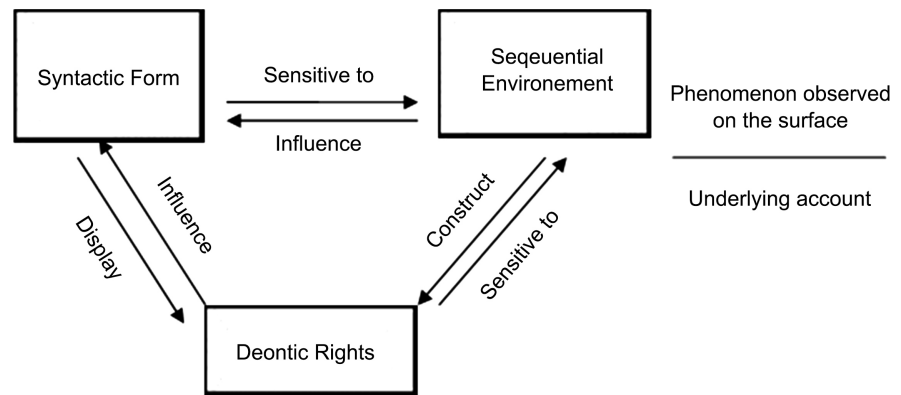 Syntactic Form
Sensitive to
Influence
Seqeuential
Environement
Phenomenon observed
on the surface
Underlying account
Display
Influence
Construct
Sensitive to
Deontic Rights